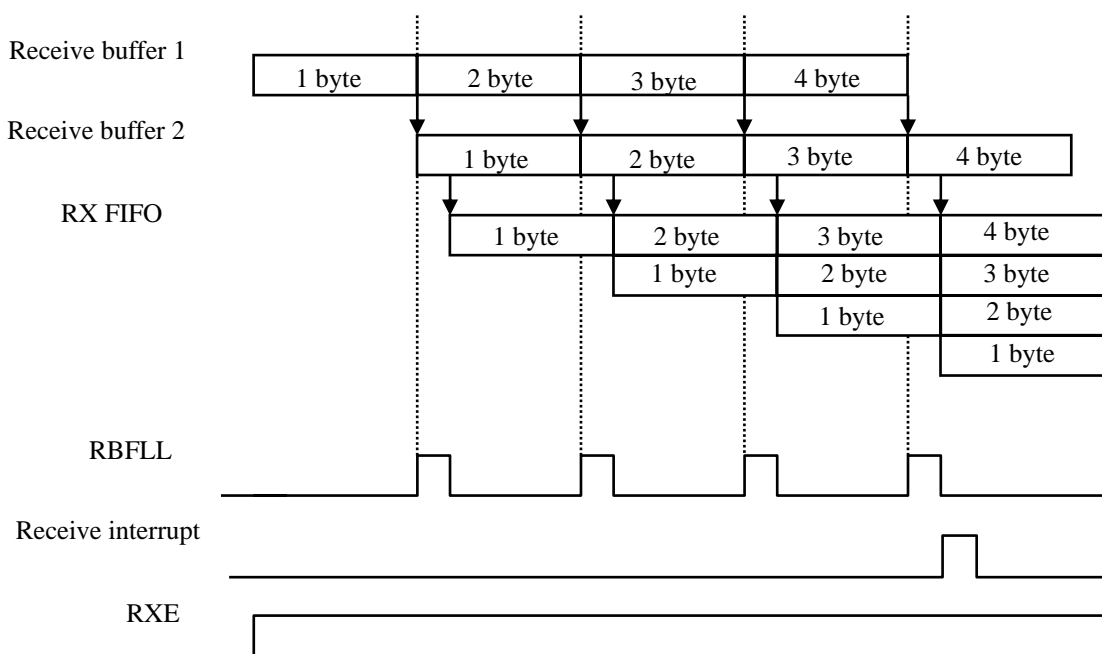 Receive buffer 1
1 byte 2 byte 3 byte 4 byte
Receive buffer 2
1 byte 2 byte 3 byte 4 byte
RX FIFO
1 byte 2 byte 3 byte 4 byte
1 byte 2 byte 3 byte
1 byte 2 byte
1 byte
RBFLL
Receive interrupt
RXE